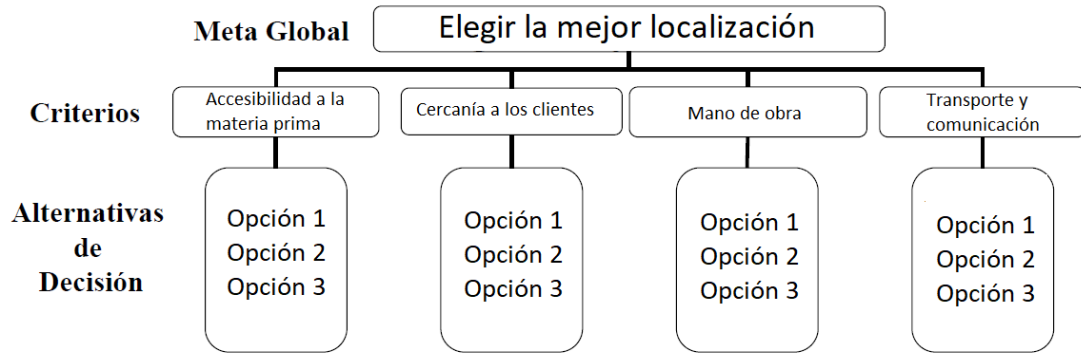 Meta Global
Elegir la mejor localización
Criterios
Accesibilidad a la
materia prima
Cercanía a los clientes
Mano de obra
Transporte y
comunicación
Alternativas
de
Decisión
Opción 1
Opción 2
Opción 3
Opción 1
Opción 2
Opción 3
Opción 1
Opción 2
Opción 3
Opción 1
Opción 2
Opción 3